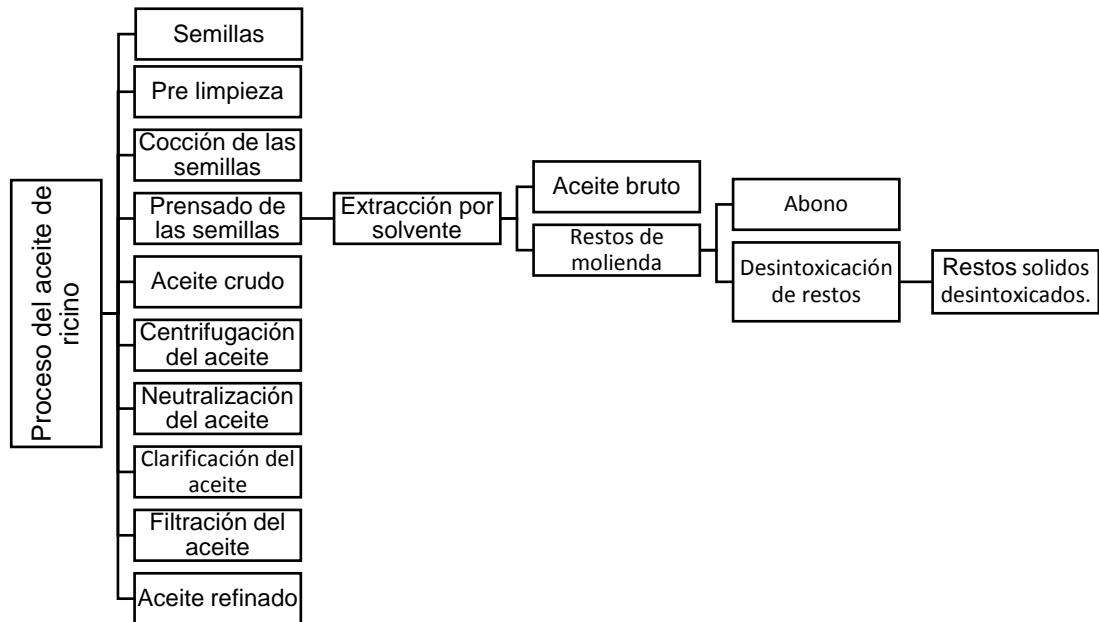 Proceso del aceite de
ricino
Semillas
Pre limpieza
Cocción de las
semillas
Prensado de
las semillas
Aceite crudo
Centrifugación
del aceite
Neutralización
del aceite
Clarificación del
aceite
Filtración del
aceite
Aceite refinado
Extracción por
solvente
Aceite bruto
Restos de
molienda
Abono
Desintoxicación
de restos
Restos solidos
desintoxicados.